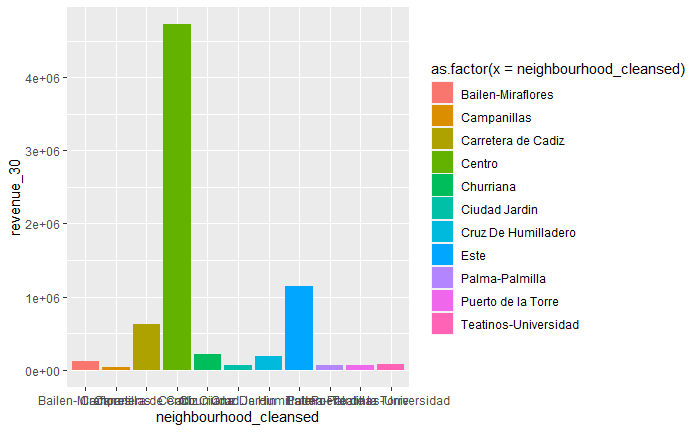 revenue_30
4e+06
3e+06
2e+06
1e+06
0e+00
neighbourhood_cleansed
as.factor(x = neighbourhood_cleansed)
Bailen-Miraflores
Campanillas
Carretera de Cadiz
Centro
Churriana
Ciudad Jardin
Cruz De Humilladero
Este
Palma-Palmilla
Puerto de la Torre
Teatinos-Universidad